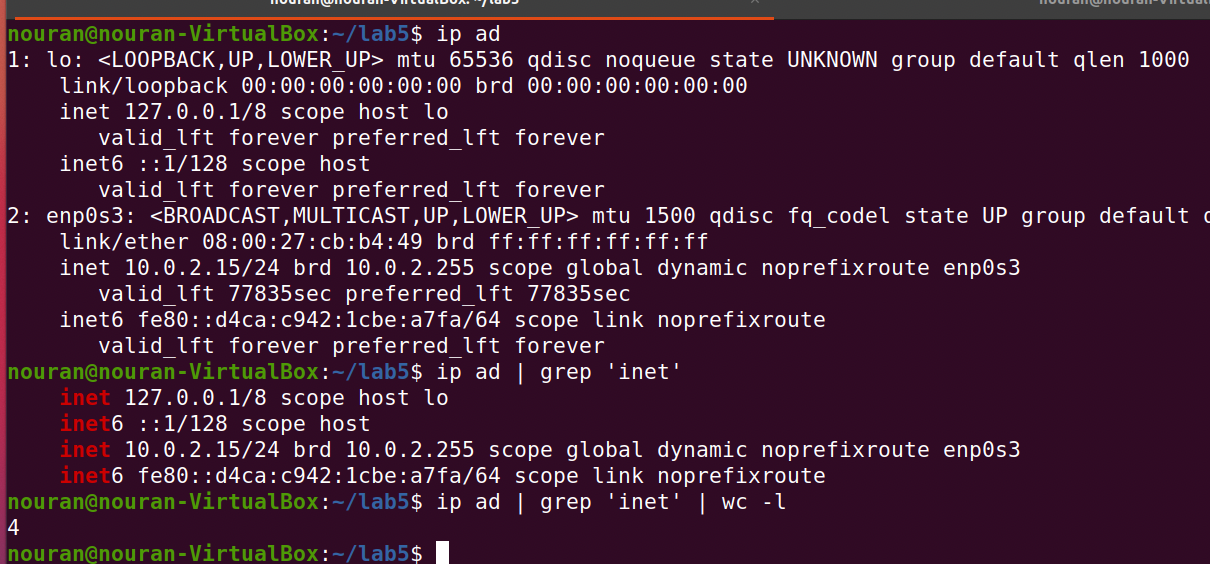 nouran@nouran-VirtualBox: ~/lab5
nouran@nouran-VirtualBox:~/lab5$ ip ad
1: lo: <LOOPBACK,UP,LOWER_UP> mtu 65536 qdisc noqueue state UNKNOWN group default qlen 1000
    link/loopback 00:00:00:00:00:00 brd 00:00:00:00:00:00
    inet 127.0.0.1/8 scope host lo
       valid_lft forever preferred_lft forever
    inet6 ::1/128 scope host
       valid_lft forever preferred_lft forever
2: enp0s3: <BROADCAST,MULTICAST,UP,LOWER_UP> mtu 1500 qdisc fq_codel state UP group default
    link/ether 08:00:27:cb:b4:49 brd ff:ff:ff:ff:ff:ff
    inet 10.0.2.15/24 brd 10.0.2.255 scope global dynamic noprefixroute enp0s3
       valid_lft 77835sec preferred_lft 77835sec
    inet6 fe80::d4ca:c942:1cbe:a7fa/64 scope link noprefixroute
       valid_lft forever preferred_lft forever
nouran@nouran-VirtualBox:~/lab5$ ip ad | grep 'inet'
    inet 127.0.0.1/8 scope host lo
    inet6 ::1/128 scope host
    inet 10.0.2.15/24 brd 10.0.2.255 scope global dynamic noprefixroute enp0s3
    inet6 fe80::d4ca:c942:1cbe:a7fa/64 scope link noprefixroute
nouran@nouran-VirtualBox:~/lab5$ ip ad | grep 'inet' | wc -l
4
nouran@nouran-VirtualBox:~/lab5$